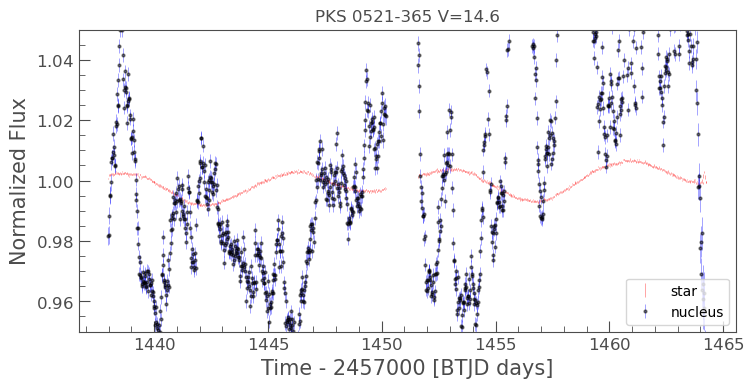 PKS 0521-365 V=14.6
Normalized Flux
1.04
1.02
1.00
0.98
0.96
star
nucleus
1440
1445
1450
1455
1460
1465
Time - 2457000 [BTJD days]